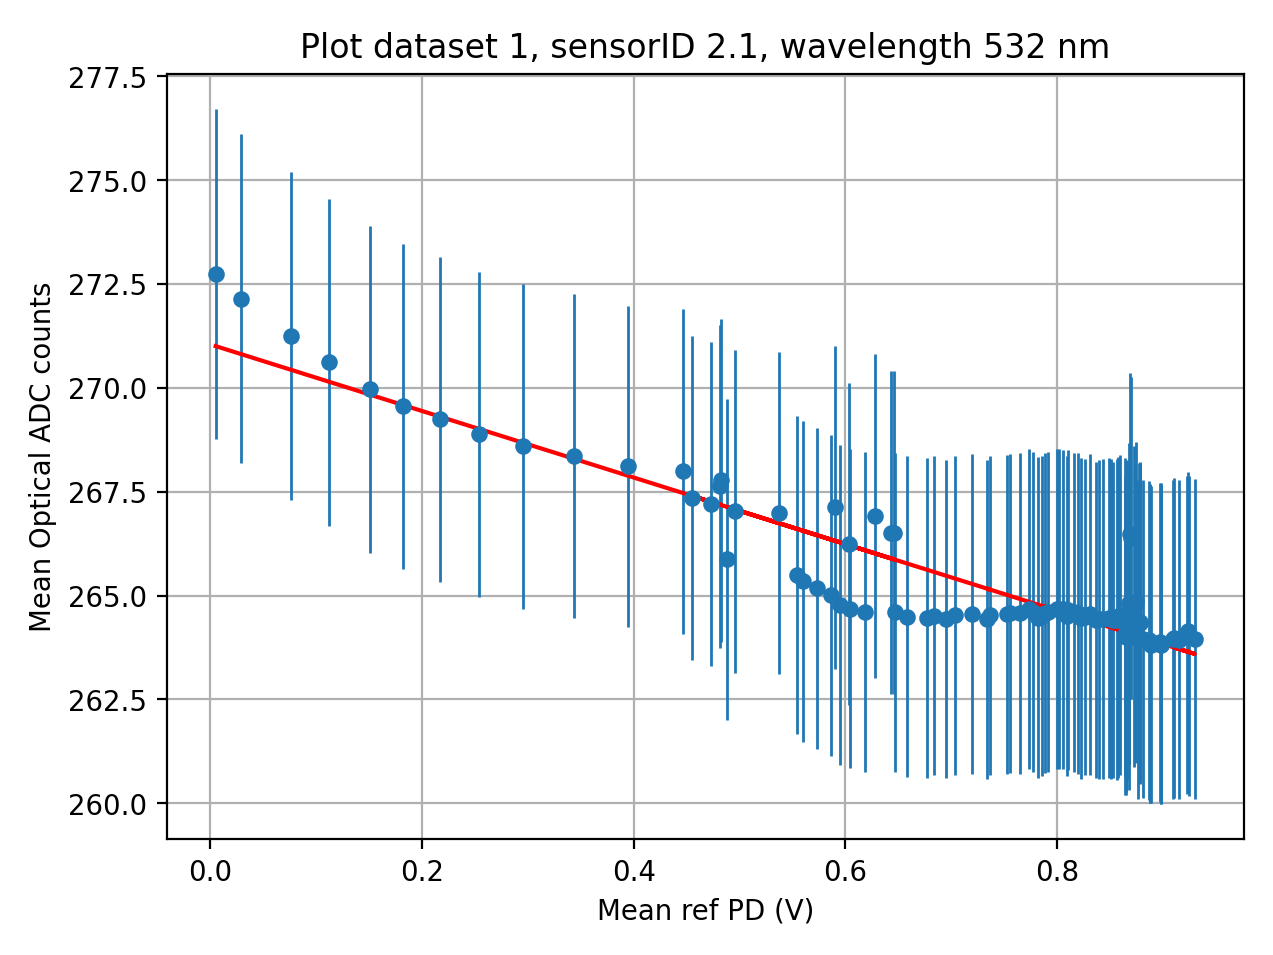 Plot dataset 1, sensorID 2.1, wavelength 532 nm
277.5
275.0
272.5
270.0
267.5
265.0
262.5
260.0
Mean Optical ADC counts
0.0 0.2 0.4 0.6 0.8
Mean ref PD (V)